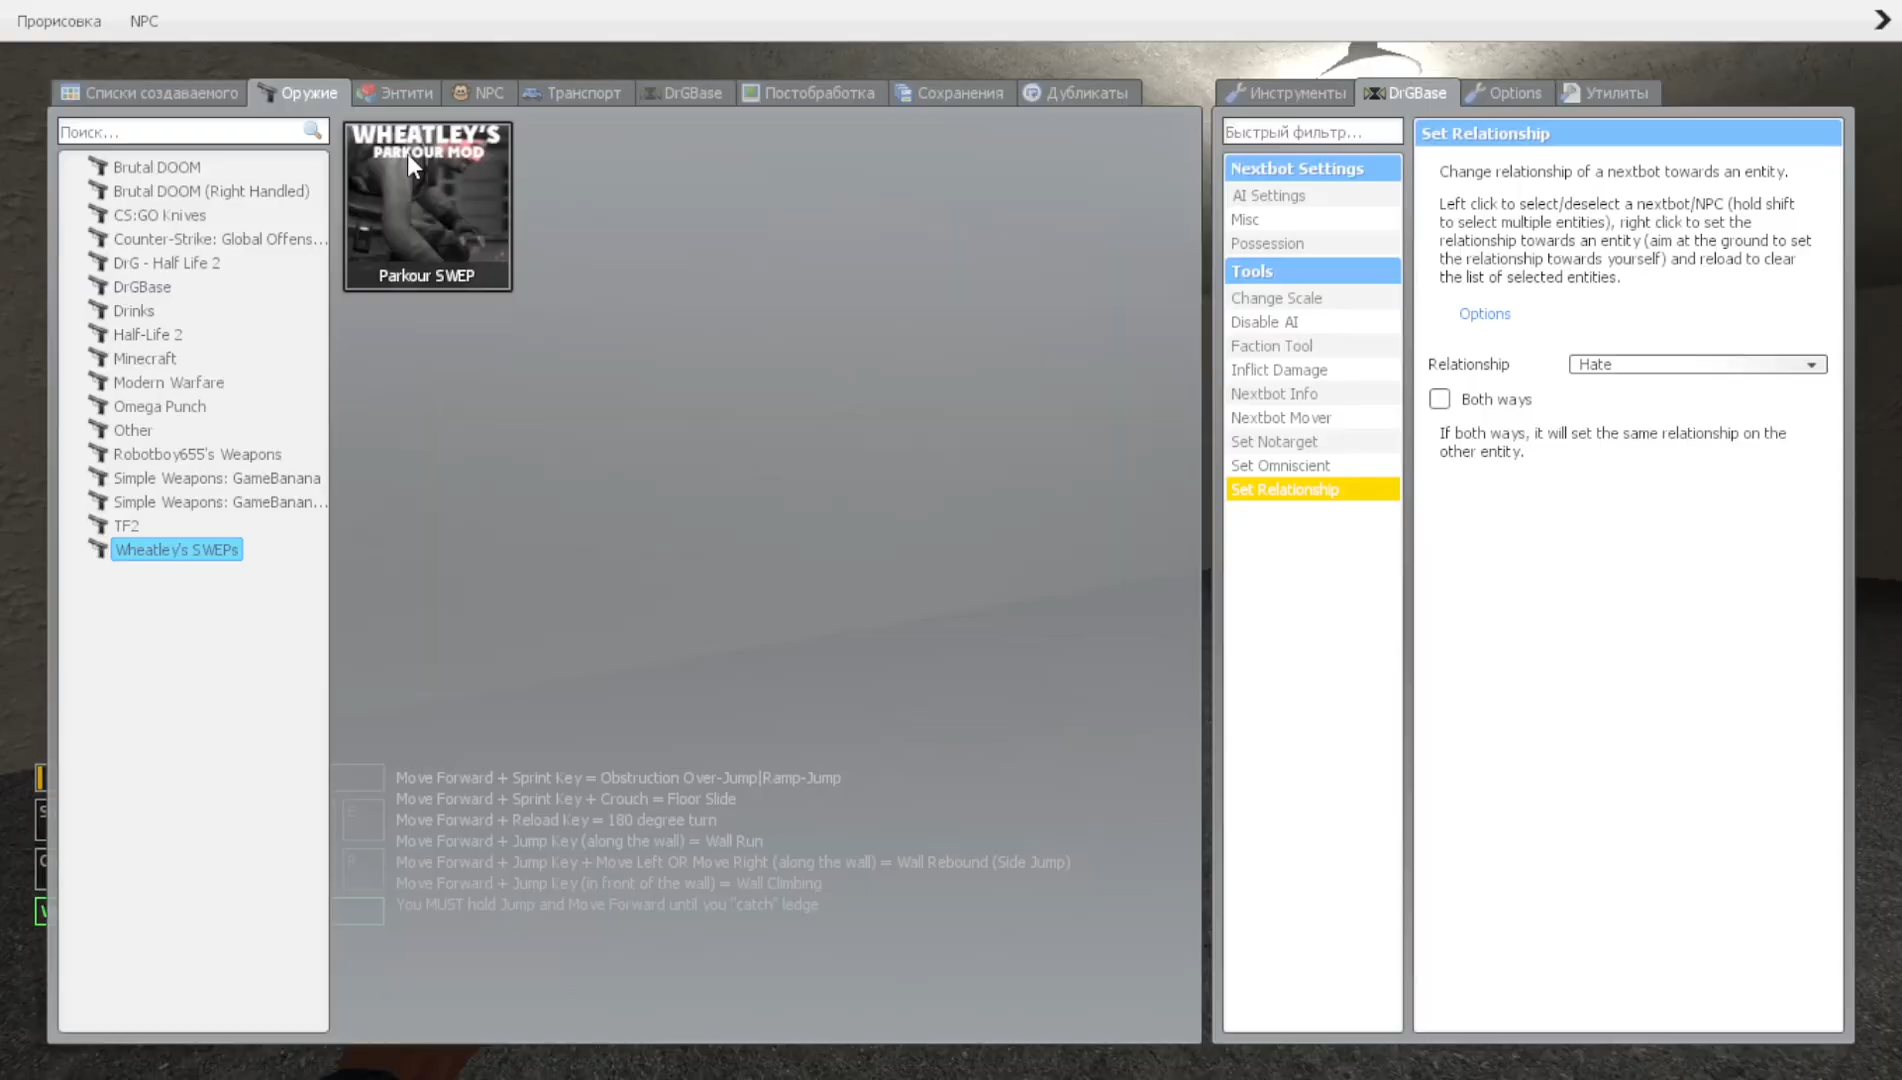 Прорисовка NPC
Списки создаваемого Оружие Энтити NPC Транспорт DrGBase Постобработка Сохранения Дубликаты
Поиск...
Brutal DOOM
Brutal DOOM (Right Handled)
CS:GO Knives
Counter-Strike: Global Offens...
DrG - Half Life 2
DrGBase
Drinks
Half-Life 2
Minecraft
Modern Warfare
Omega Punch
Other
Robotboy655's Weapons
Simple Weapons: GameBanana
Simple Weapons: GameBanan...
TF2
Wheatley's SWEPs
WHEATLEY'S
PARKOUR MOD
Parkour SWEP
Move Forward + Sprint Key = Obstruction Over-Jump|Ramp-Jump
Move Forward + Sprint Key + Crouch = Floor Slide
Move Forward + Reload Key = 180 degree turn
Move Forward + Jump Key (along the wall) = Wall Run
Move Forward + Jump Key + Move Left OR Move Right (along the wall) = Wall Rebound (Side Jump)
Move Forward + Jump Key (in front of the wall) = Wall Climbing
You MUST hold Jump and Move Forward until you "catch" ledge
Инструменты DrGBase Options Утилиты
Быстрый фильтр...
Nextbot Settings
AI Settings
Misc
Possession
Tools
Change Scale
Disable AI
Faction Tool
Inflict Damage
Nextbot Info
Nextbot Mover
Set Notarget
Set Omniscient
Set Relationship
Set Relationship
Change relationship of a nextbot towards an entity.
Left click to select/deselect a nextbot/NPC (hold shift
to select multiple entities), right click to set the
relationship towards an entity (aim at the ground to set
the relationship towards yourself) and reload to clear
the list of selected entities.
Options
Relationship Hate
Both ways
If both ways, it will set the same relationship on the
other entity.